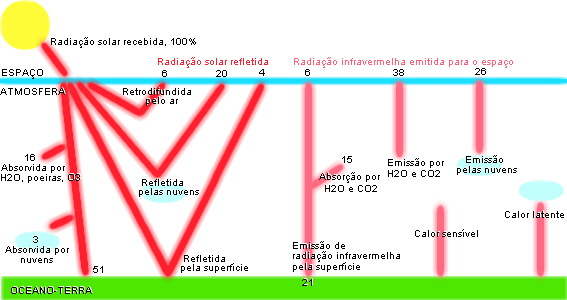 Radiação solar recebida, 100%
Radiação solar refletida
Radiação infravermelha emitida para o espaço
ESPAÇO
6
20
4
6
38
26
ATMOSFERA
Retrodifundida
pelo ar
16
Absorvida por
H2O, poeiras, O3
15
Absorção por
H2O e CO2
Emissão por
H2O e CO2
Emissão
pelas nuvens
Refletida
pelas nuvens
Calor latente
3
Absorvida por
nuvens
Calor sensível
51
Refletida
pela superfície
Emissão de
radiação infravermelha
pela superfície
21
OCEANO-TERRA